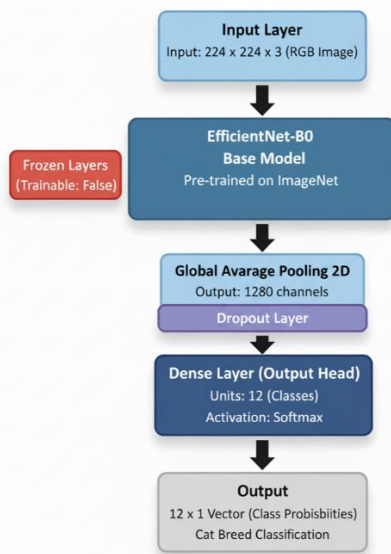 Input Layer
Input: 224 x 224 x 3 (RGB Image)
EfficientNet-B0
Base Model
Pre-trained on ImageNet
Frozen Layers
(Trainable: False)
Global Avarage Pooling 2D
Output: 1280 channels
Dropout Layer
Dense Layer (Output Head)
Units: 12 (Classes)
Activation: Softmax
Output
12 x 1 Vector (Class Probisbiities)
Cat Breed Classification